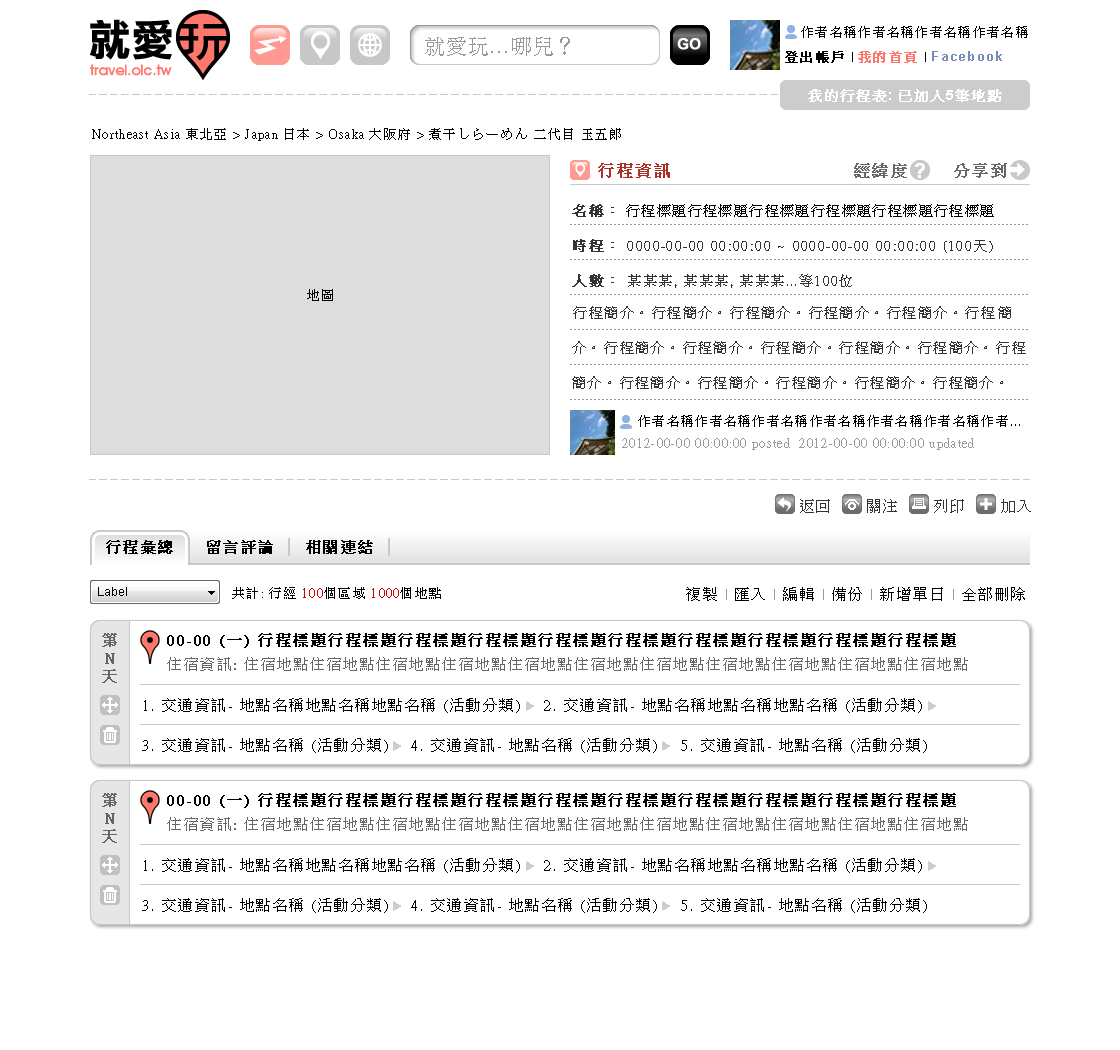 就愛玩
travel.olc.tw
就愛玩...哪兒？
GO
作者名稱作者名稱作者名稱作者名稱
登出帳戶 | 我的首頁 | Facebook
我的行程表: 已加入5筆地點
Northeast Asia 東北亞 > Japan 日本 > Osaka 大阪府 > 煮干しらーめん 二代目 玉五郎
地圖
行程資訊
經緯度?
分享到
名稱： 行程標題行程標題行程標題行程標題行程標題行程標題
時程： 0000-00-00 00:00:00 ~ 0000-00-00 00:00:00 (100天)
人數： 某某某, 某某某, 某某某...等100位
行程簡介。行程簡介。行程簡介。行程簡介。行程簡介。行程簡
介。行程簡介。行程簡介。行程簡介。行程簡介。行程簡介。行程
簡介。行程簡介。行程簡介。行程簡介。行程簡介。行程簡介。
作者名稱作者名稱作者名稱作者名稱作者名稱作者名稱作者...
2012-00-00 00:00:00 posted 2012-00-00 00:00:00 updated
返回 關注 列印 加入
行程彙總 留言評論 | 相關連結 |
Label
共計: 行經 100個區域 1000個地點
複製 | 匯入 | 編輯 | 備份 | 新增單日 | 全部刪除
第
N
天
00-00 (一) 行程標題行程標題行程標題行程標題行程標題行程標題行程標題行程標題行程標題行程標題
住宿資訊: 住宿地點住宿地點住宿地點住宿地點住宿地點住宿地點住宿地點住宿地點住宿地點住宿地點住宿地點
1. 交通資訊- 地點名稱地點名稱地點名稱 (活動分類) 2. 交通資訊- 地點名稱地點名稱地點名稱 (活動分類)
3. 交通資訊- 地點名稱 (活動分類) 4. 交通資訊- 地點名稱 (活動分類) 5. 交通資訊- 地點名稱 (活動分類)
第
N
天
00-00 (一) 行程標題行程標題行程標題行程標題行程標題行程標題行程標題行程標題行程標題行程標題
住宿資訊: 住宿地點住宿地點住宿地點住宿地點住宿地點住宿地點住宿地點住宿地點住宿地點住宿地點住宿地點
1. 交通資訊- 地點名稱地點名稱地點名稱 (活動分類) 2. 交通資訊- 地點名稱地點名稱地點名稱 (活動分類)
3. 交通資訊- 地點名稱 (活動分類) 4. 交通資訊- 地點名稱 (活動分類) 5. 交通資訊- 地點名稱 (活動分類)